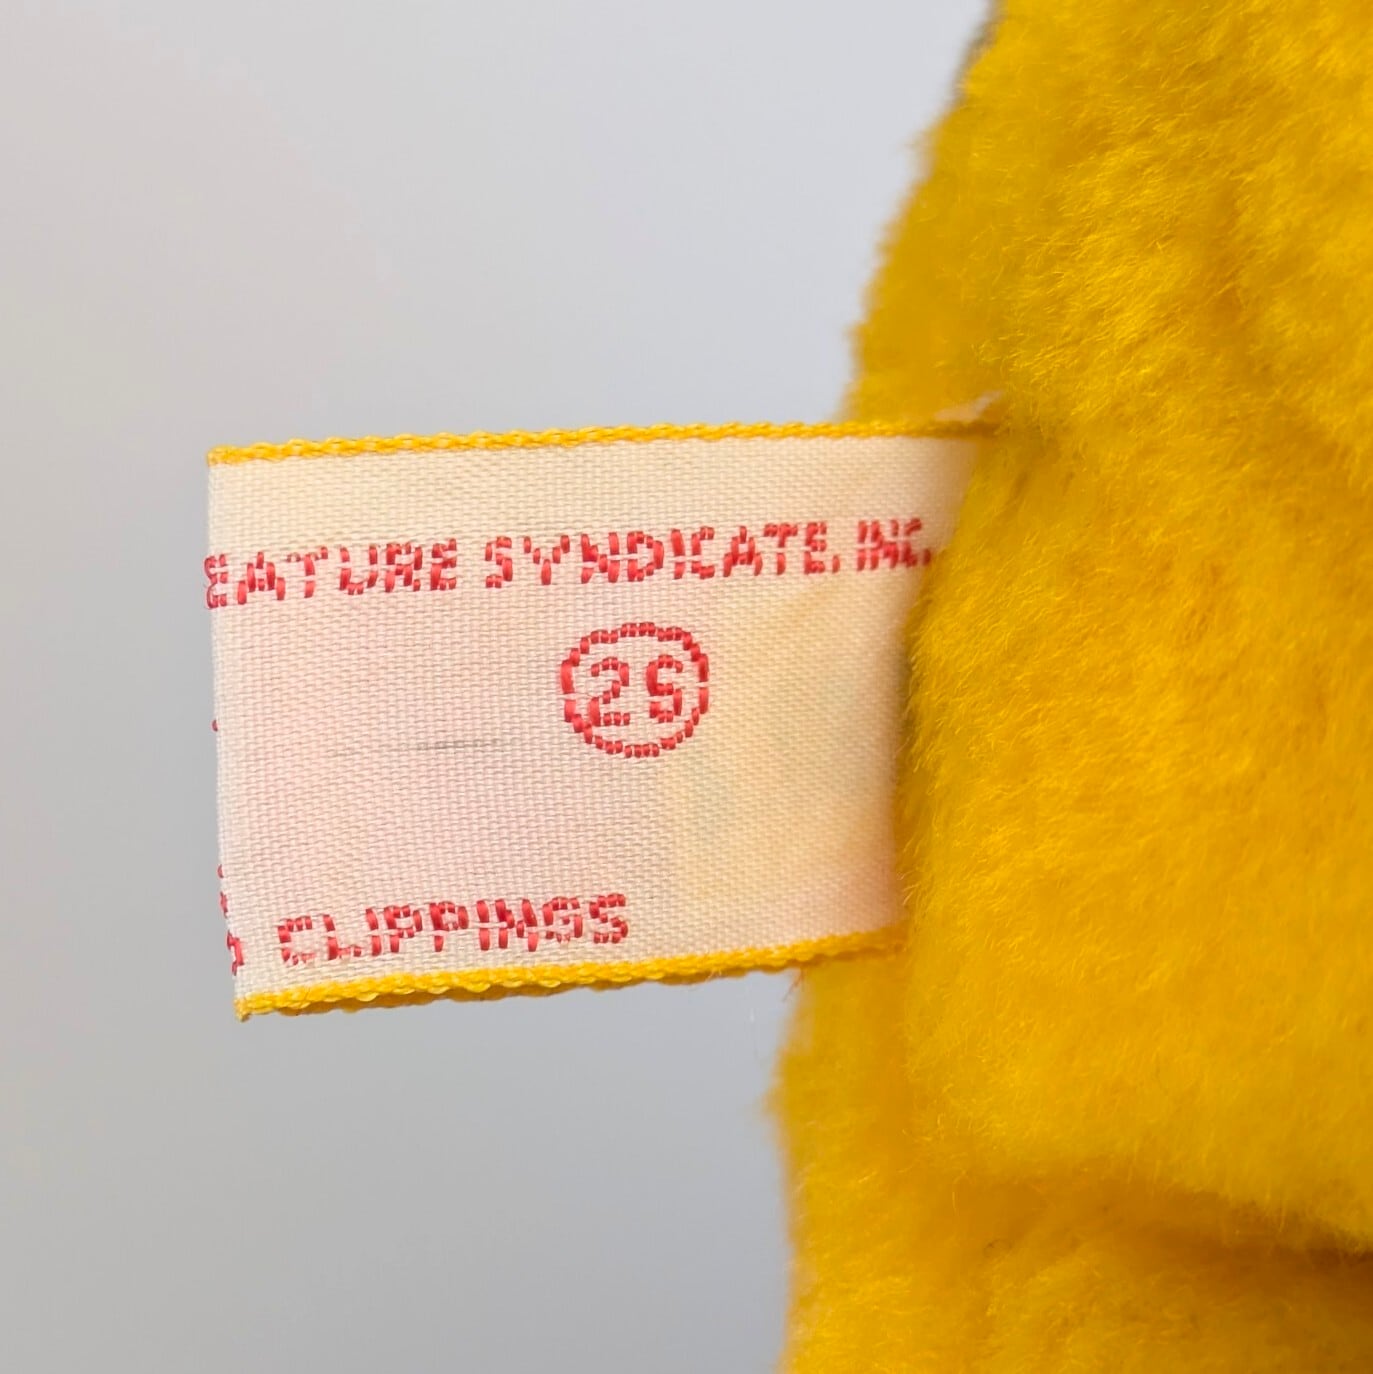 EATURE SYNDICATE, INC.
25
CLIPPINGS